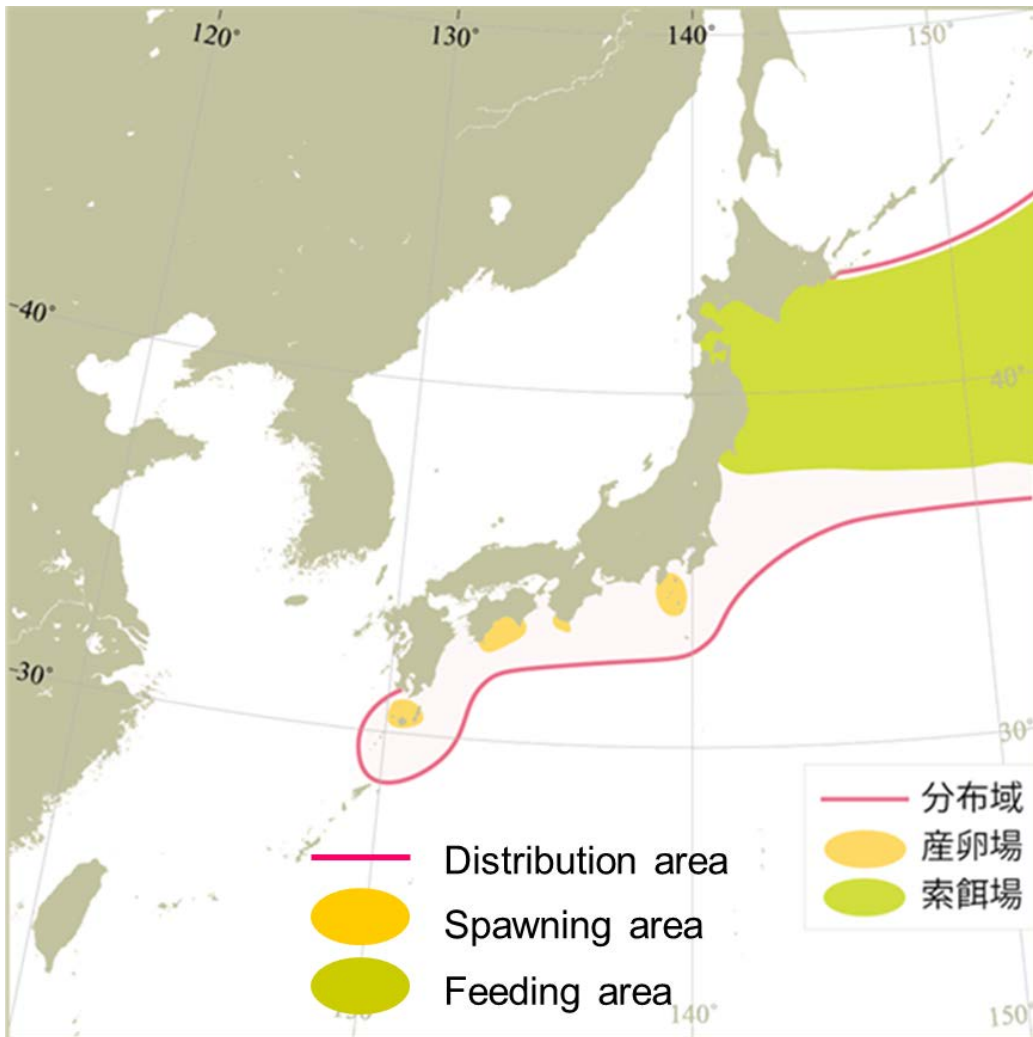 120°
130°
140°
150°
40°
40°
30°
30°
分布域
産卵場
索餌場
Distribution area
Spawning area
Feeding area
140°
150°